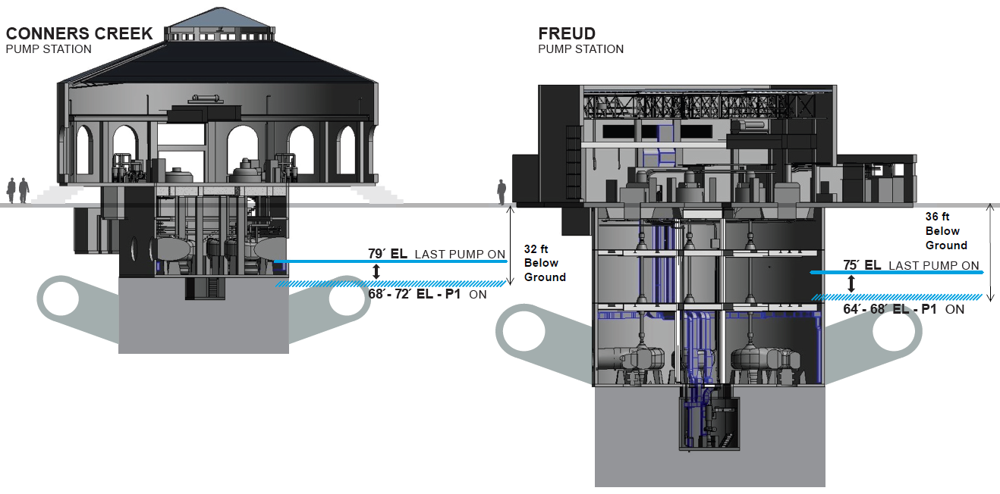 CONNERS CREEK
PUMP STATION
FREUD
PUMP STATION
79´ EL LAST PUMP ON
68´- 72´ EL - P1 ON
32 ft
Below
Ground
36 ft
Below
Ground
75´ EL LAST PUMP ON
64´- 68´ EL - P1 ON